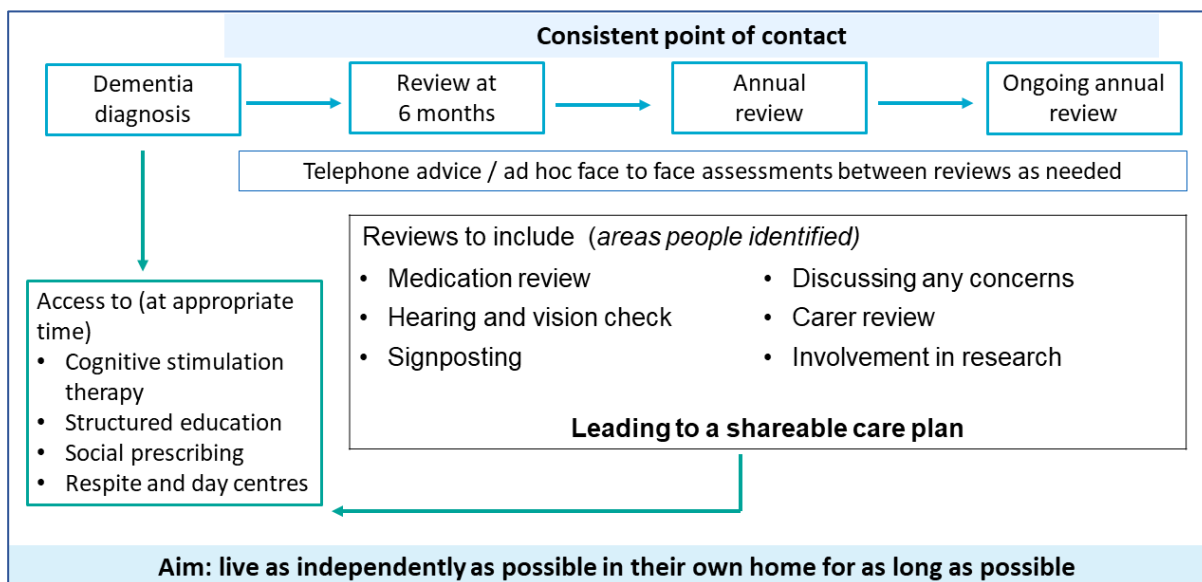 Consistent point of contact
Dementia
diagnosis
Review at
6 months
Annual
review
Ongoing annual
review
Telephone advice / ad hoc face to face assessments between reviews as needed
Reviews to include (areas people identified)
• Medication review
• Hearing and vision check
• Signposting
• Discussing any concerns
• Carer review
• Involvement in research
Leading to a shareable care plan
Access to (at appropriate
time)
• Cognitive stimulation
therapy
• Structured education
• Social prescribing
• Respite and day centres
Aim: live as independently as possible in their own home for as long as possible